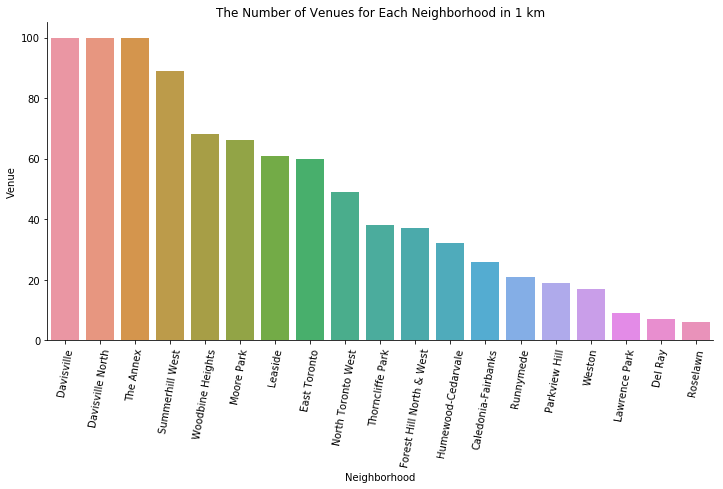 The Number of Venues for Each Neighborhood in 1 km
Venue
100
80
60
40
20
0
Davisville
Davisville North
The Annex
Summerhill West
Woodbine Heights
Moore Park
Leaside
East Toronto
North Toronto West
Thorncliffe Park
Forest Hill North & West
Humewood-Cedarvale
Caledonia-Fairbanks
Runnymede
Parkview Hill
Weston
Lawrence Park
Del Ray
Roselawn
Neighborhood